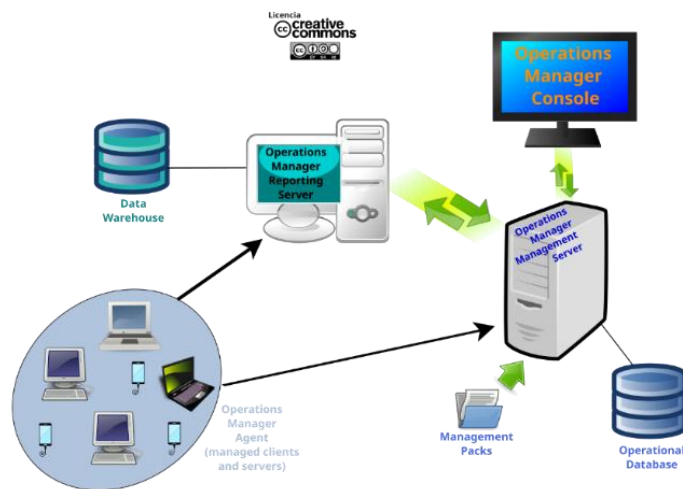 Licencia
cc creative
commons
Operations
Manager
Console
Operations
Manager
Reporting
Server
Data
Warehouse
Operations
Manager
Management
Server
Operations
Manager
Agent
(managed clients
and servers)
Management
Packs
Operational
Database